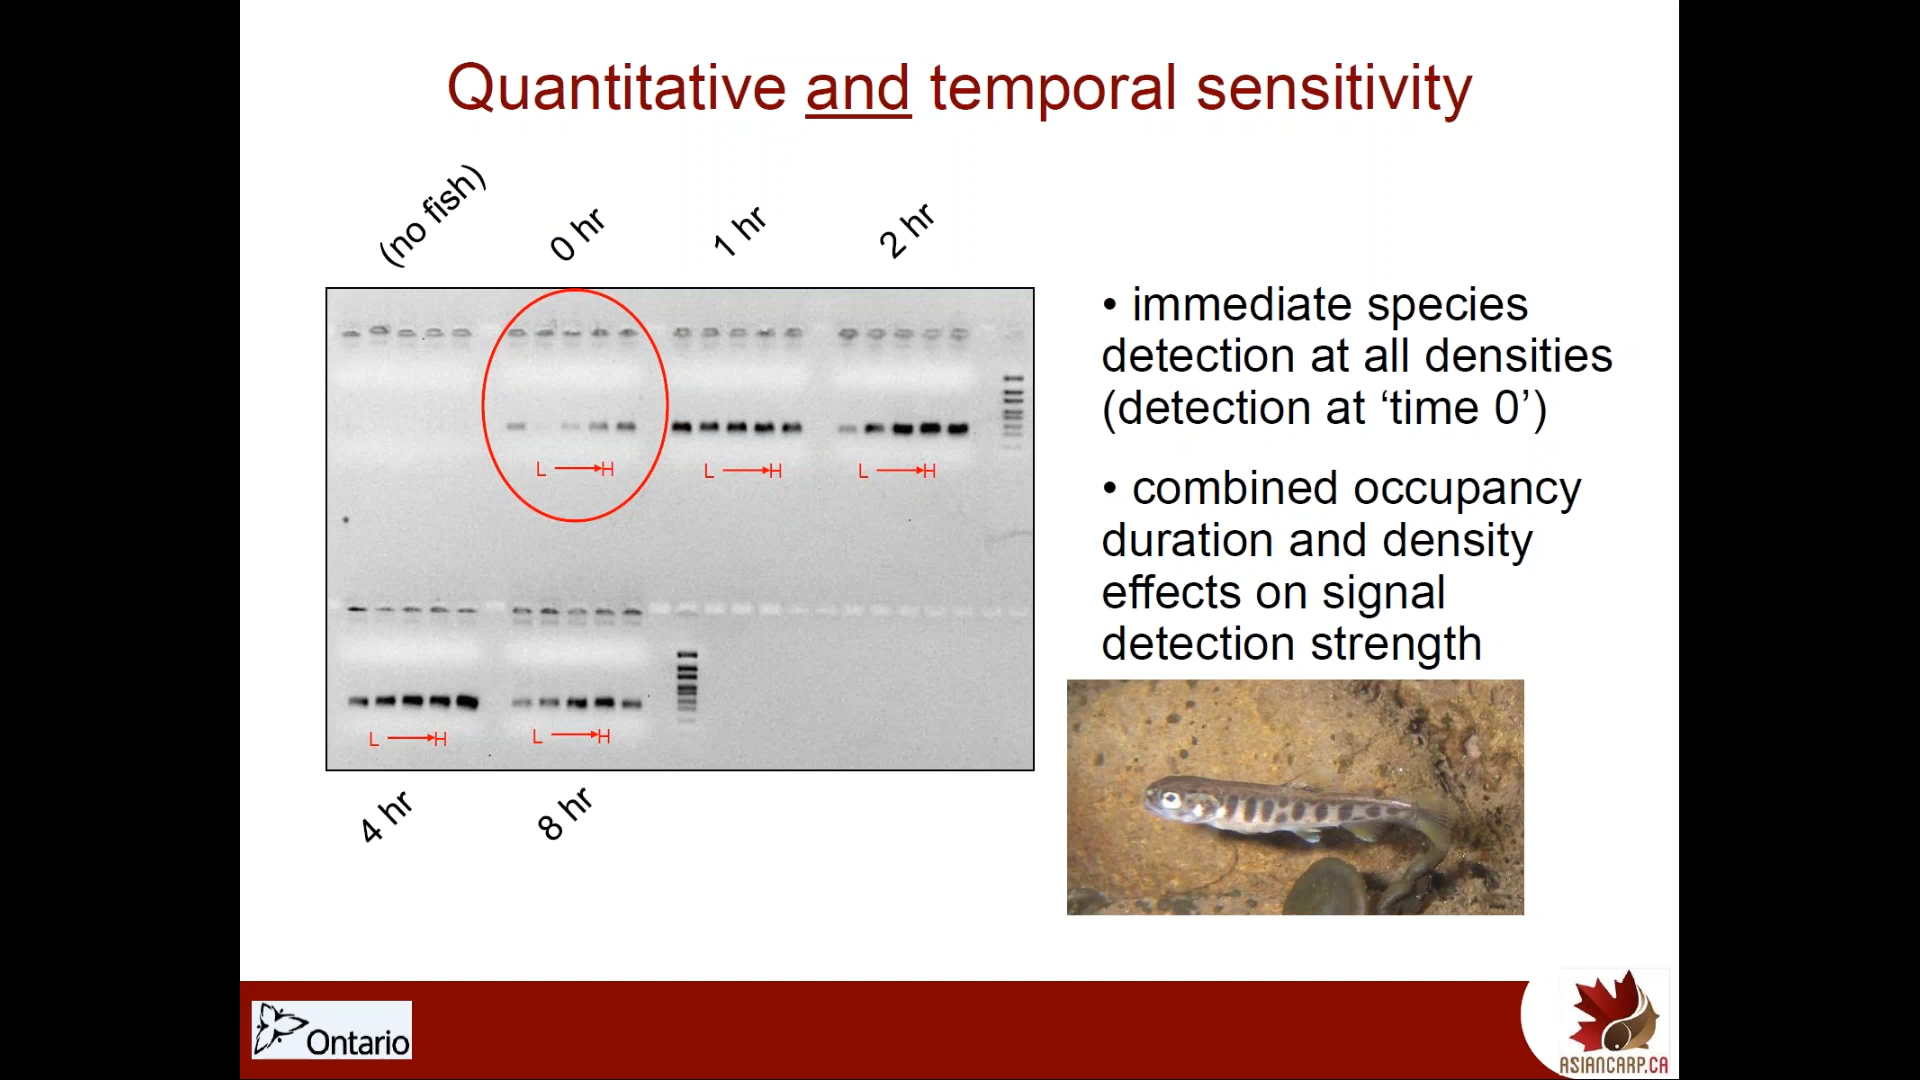 Quantitative and temporal sensitivity
(no fish)
0 hr
1 hr
2 hr
L H
L H
L H
L H
L H
4 hr
8 hr
• immediate species
detection at all densities
(detection at ‘time 0’)
• combined occupancy
duration and density
effects on signal
detection strength
Ontario
ASIANCARP.CA